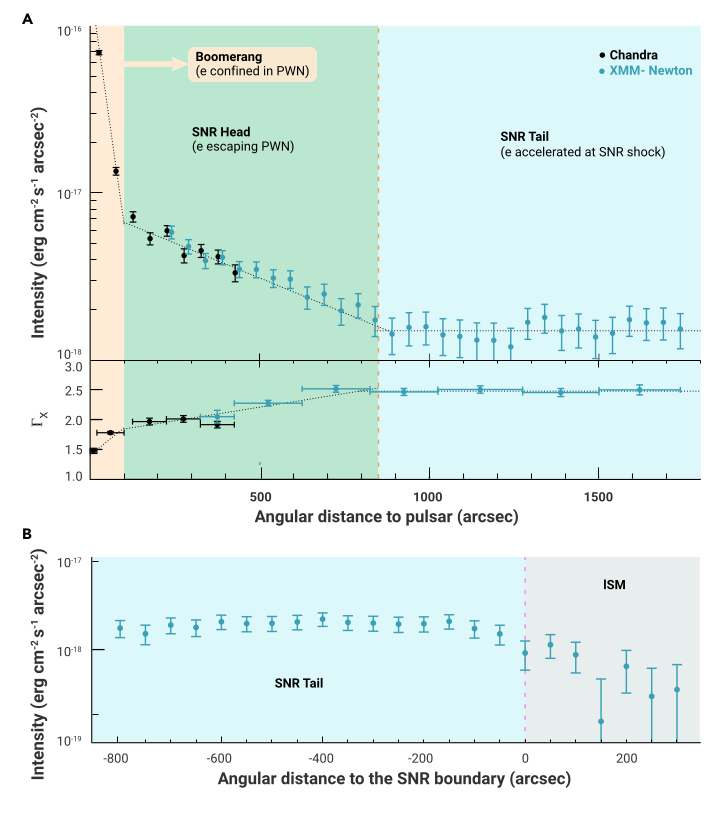 A
Intensity (erg cm-2 s-1 arcsec-2)
10-16
10-17
10-18
Boomerang
(e confined in PWN)
SNR Head
(e escaping PWN)
SNR Tail
(e accelerated at SNR shock)
Chandra
XMM- Newton
ΓX
3.0
2.5
2.0
1.5
1.0
500
1000
1500
Angular distance to pulsar (arcsec)
B
Intensity (erg cm-2 s-1 arcsec-2)
10-17
10-18
10-19
SNR Tail
ISM
-800
-600
-400
-200
0
200
Angular distance to the SNR boundary (arcsec)